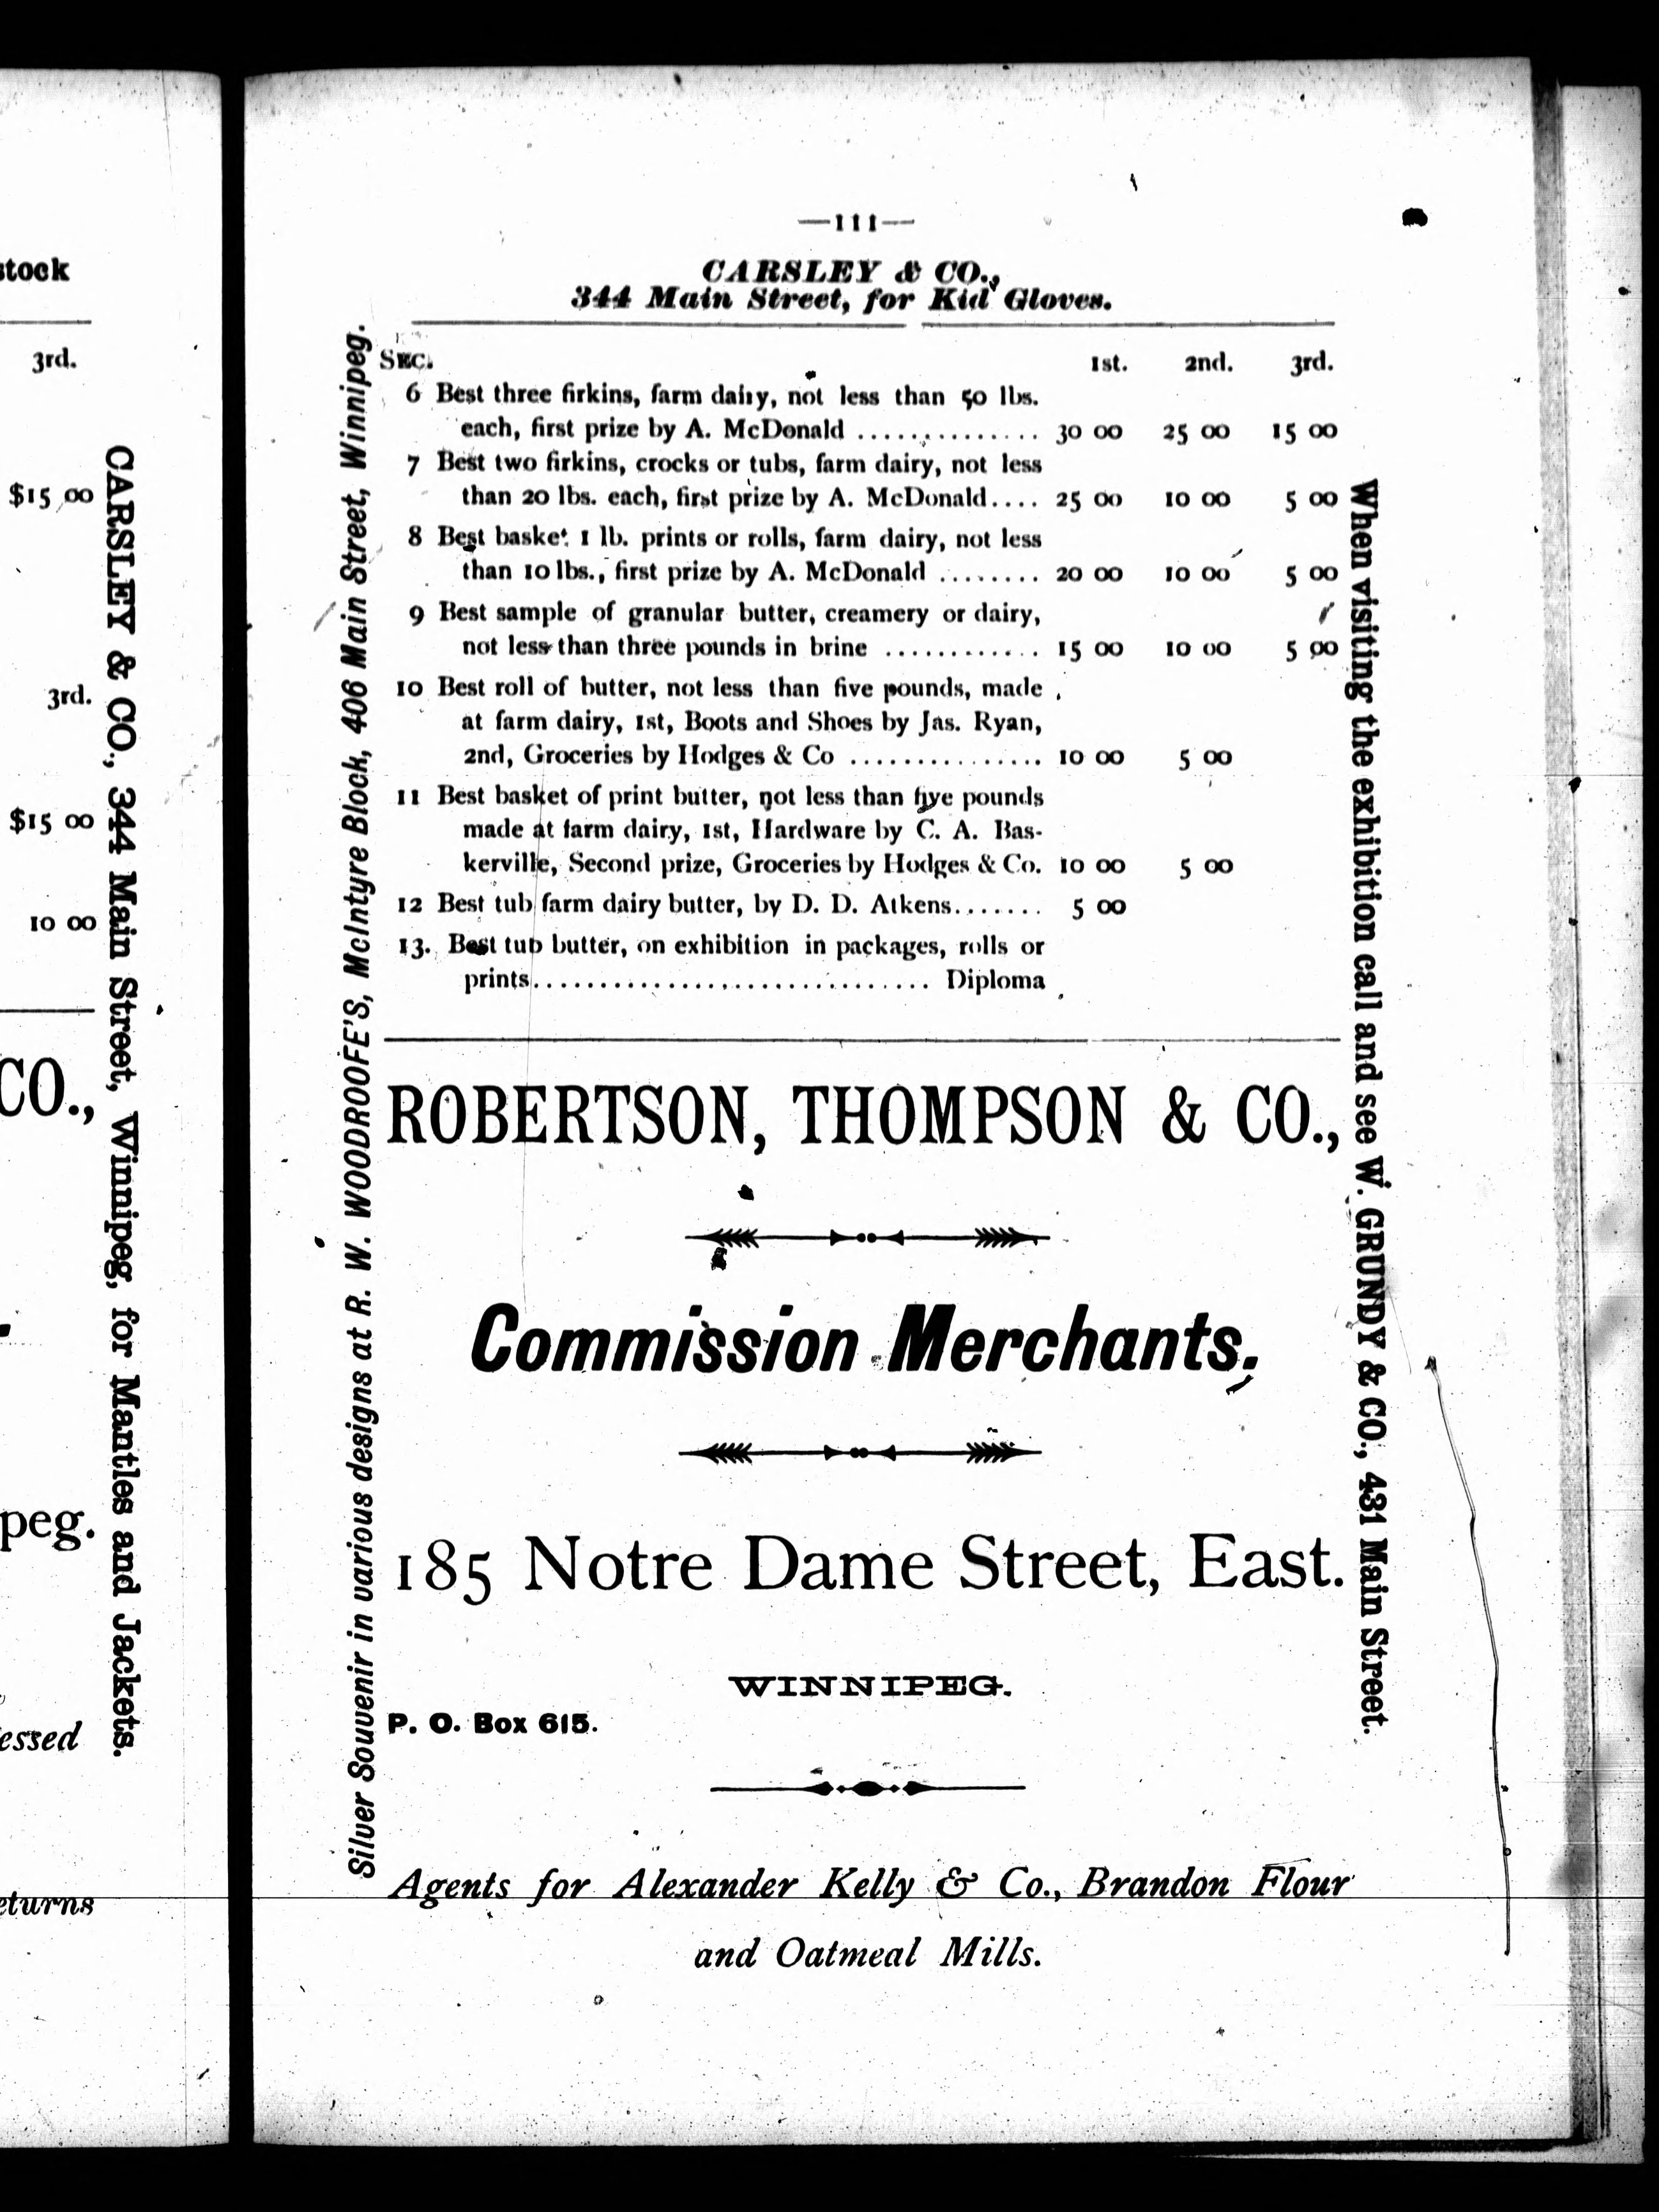 stock
3rd.
$15 00
3rd.
$15 00
10 00
CO.,
peg.
essed
eturns
CARSLEY & CO., 344 Main Street, Winnipeg, for Mantles and Jackets.
—111—
CARSLEY & CO.,
344 Main Street, for Kid Gloves.
Silver Souvenir in various designs at R. W. WOODROOFE'S, McIntyre Block, 406 Main Street, Winnipeg.
SEC. 1st. 2nd. 3rd.
6 Best three firkins, farm dairy, not less than 50 lbs.
each, first prize by A. McDonald .............. 30 00 25 00 15 00
7 Best two firkins, crocks or tubs, farm dairy, not less
than 20 lbs. each, first prize by A. McDonald.... 25 00 10 00 5 00
8 Best basket 1 lb. prints or rolls, farm dairy, not less
than 10 lbs., first prize by A. McDonald ........ 20 00 10 00 5 00
9 Best sample of granular butter, creamery or dairy,
not less than three pounds in brine ............ 15 00 10 00 5 00
10 Best roll of butter, not less than five pounds, made
at farm dairy, 1st, Boots and Shoes by Jas. Ryan,
2nd, Groceries by Hodges & Co ............... 10 00 5 00
11 Best basket of print butter, not less than five pounds
made at farm dairy, 1st, Hardware by C. A. Bas-
kerville, Second prize, Groceries by Hodges & Co. 10 00 5 00
12 Best tub farm dairy butter, by D. D. Atkens....... 5 00
13. Best tub butter, on exhibition in packages, rolls or
prints.............................. Diploma
When visiting the exhibition call and see W. GRUNDY & CO., 431 Main Street.
ROBERTSON, THOMPSON & CO.,
Commission Merchants.
185 Notre Dame Street, East.
WINNIPEG.
P. O. Box 615.
Agents for Alexander Kelly & Co., Brandon Flour
and Oatmeal Mills.